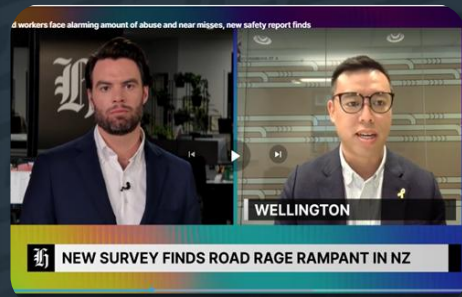 d workers face alarming amount of abuse and near misses, new safety report finds
WELLINGTON
NEW SURVEY FINDS ROAD RAGE RAMPANT IN NZ